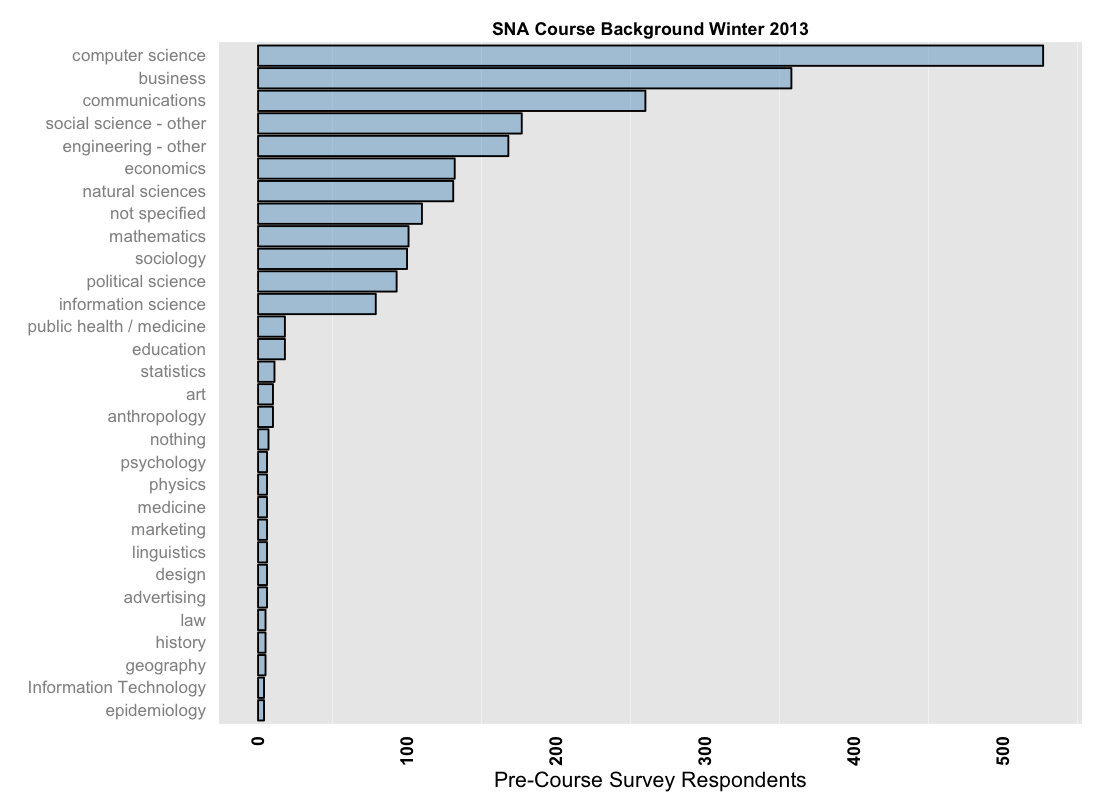 SNA Course Background Winter 2013
computer science
business
communications
social science - other
engineering - other
economics
natural sciences
not specified
mathematics
sociology
political science
information science
public health / medicine
education
statistics
art
anthropology
nothing
psychology
physics
medicine
marketing
linguistics
design
advertising
law
history
geography
Information Technology
epidemiology
0 100 200 300 400 500
Pre-Course Survey Respondents